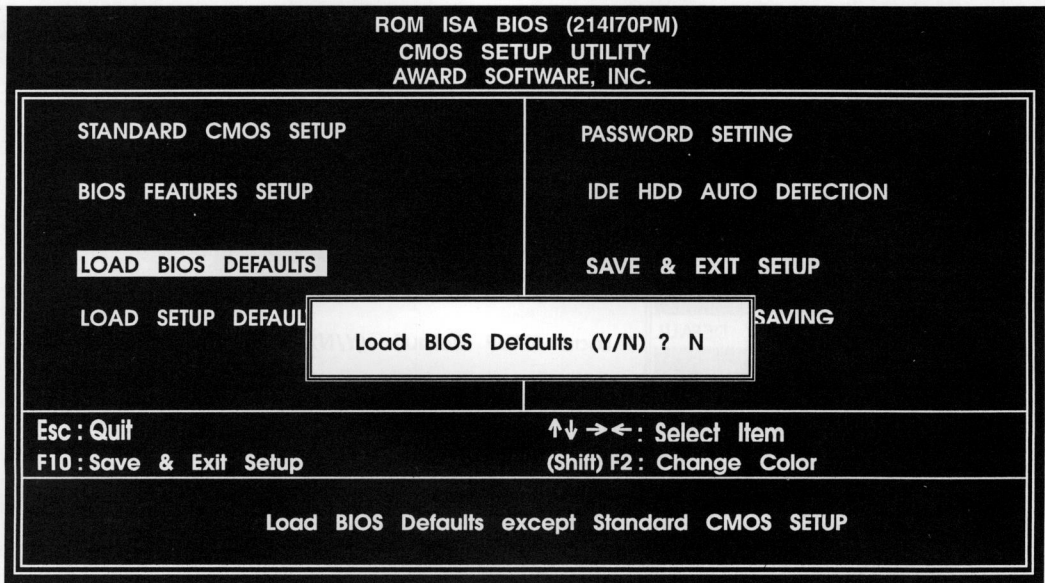 ROM ISA BIOS (214I70PM)
CMOS SETUP UTILITY
AWARD SOFTWARE, INC.
STANDARD CMOS SETUP
BIOS FEATURES SETUP
LOAD BIOS DEFAULTS
LOAD SETUP DEFAUL
PASSWORD SETTING
IDE HDD AUTO DETECTION
SAVE & EXIT SETUP
SAVING
Load BIOS Defaults (Y/N) ? N
Esc : Quit
F10 : Save & Exit Setup
↑↓ →← : Select Item
(Shift) F2 : Change Color
Load BIOS Defaults except Standard CMOS SETUP